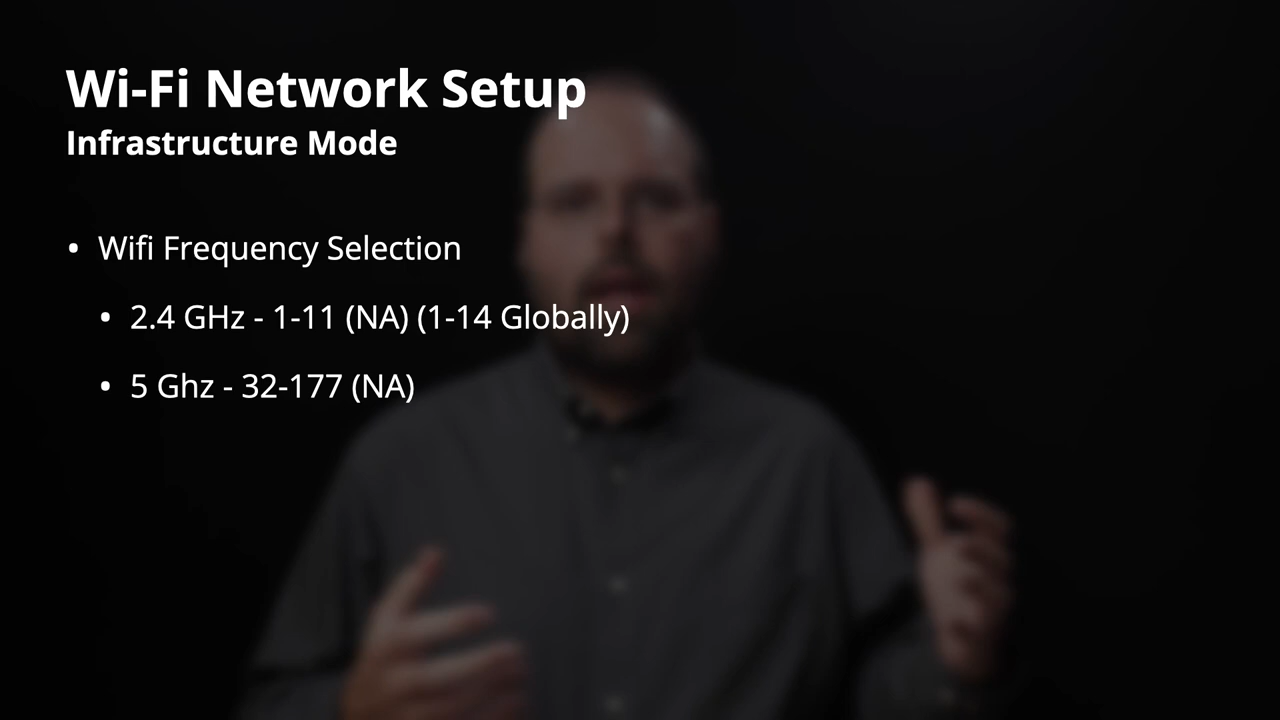 Wi-Fi Network Setup
Infrastructure Mode
• Wifi Frequency Selection
• 2.4 GHz - 1-11 (NA) (1-14 Globally)
• 5 Ghz - 32-177 (NA)